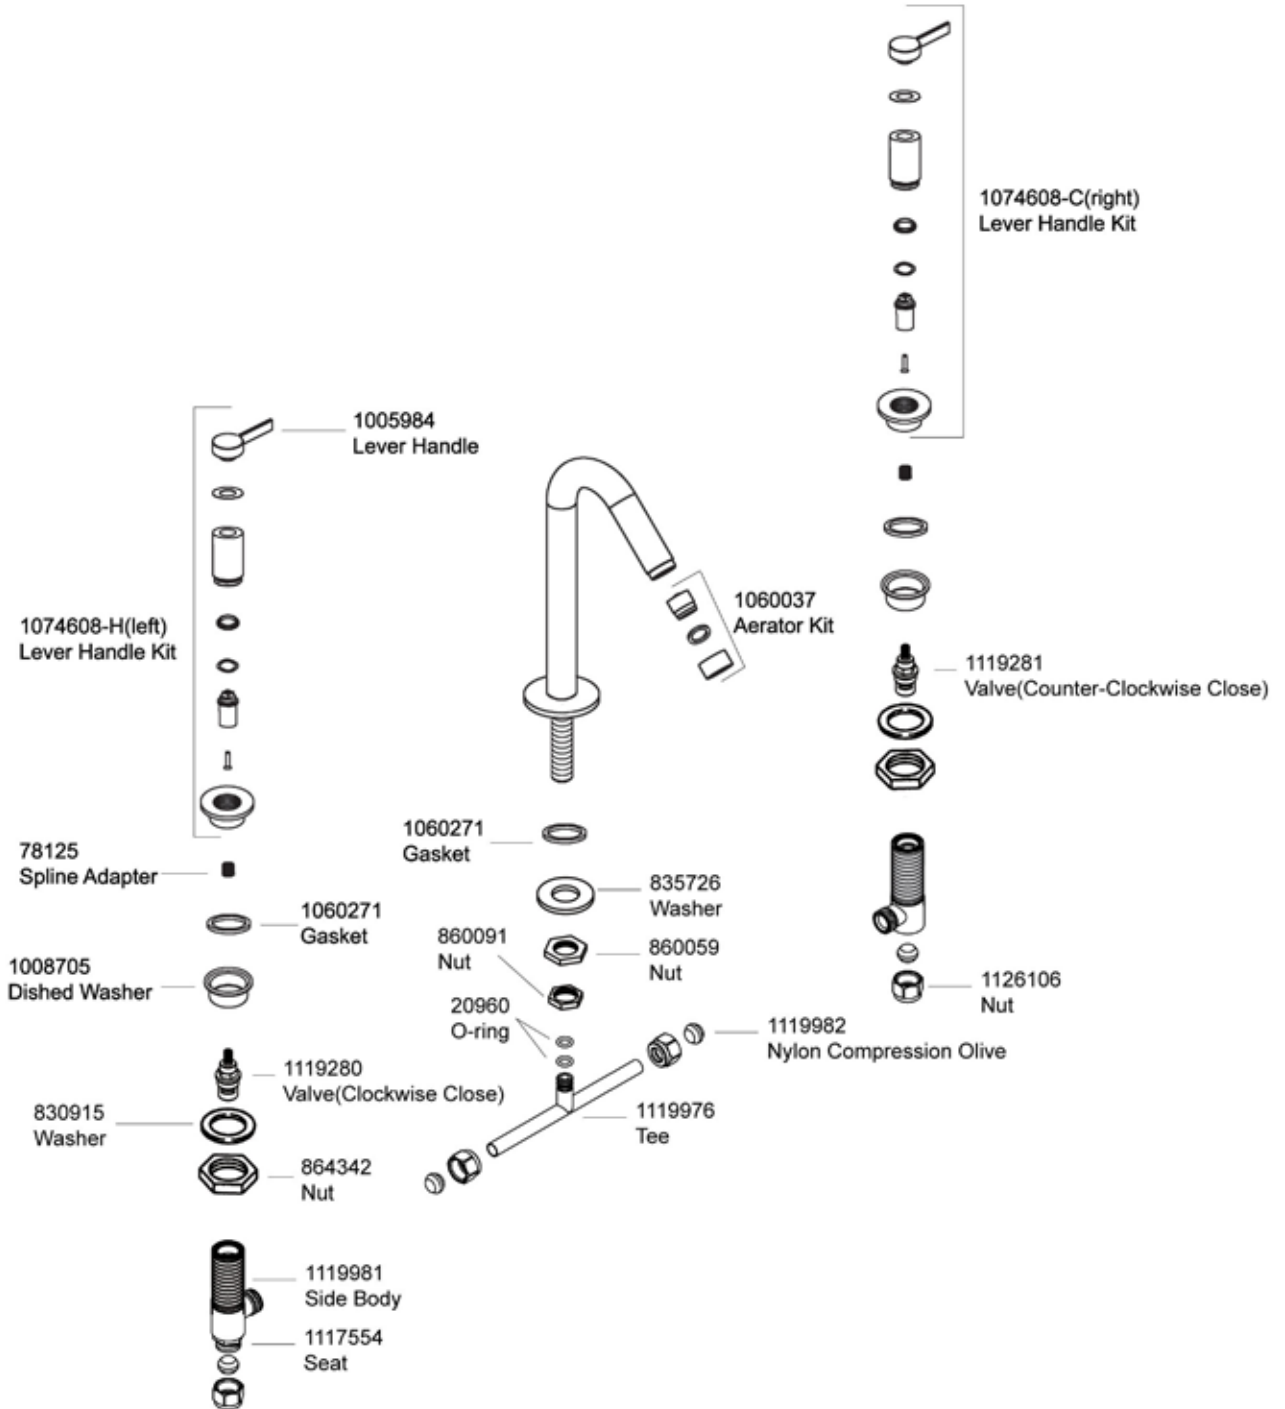 1074608-C(right)
Lever Handle Kit
1005984
Lever Handle
1060037
Aerator Kit
1074608-H(left)
Lever Handle Kit
1119281
Valve(Counter-Clockwise Close)
1060271
Gasket
78125
Spline Adapter
835726
Washer
1060271
Gasket
860091
Nut
860059
Nut
1008705
Dished Washer
1126106
Nut
20960
O-ring
1119982
Nylon Compression Olive
1119280
Valve(Clockwise Close)
830915
Washer
1119976
Tee
864342
Nut
1119981
Side Body
1117554
Seat